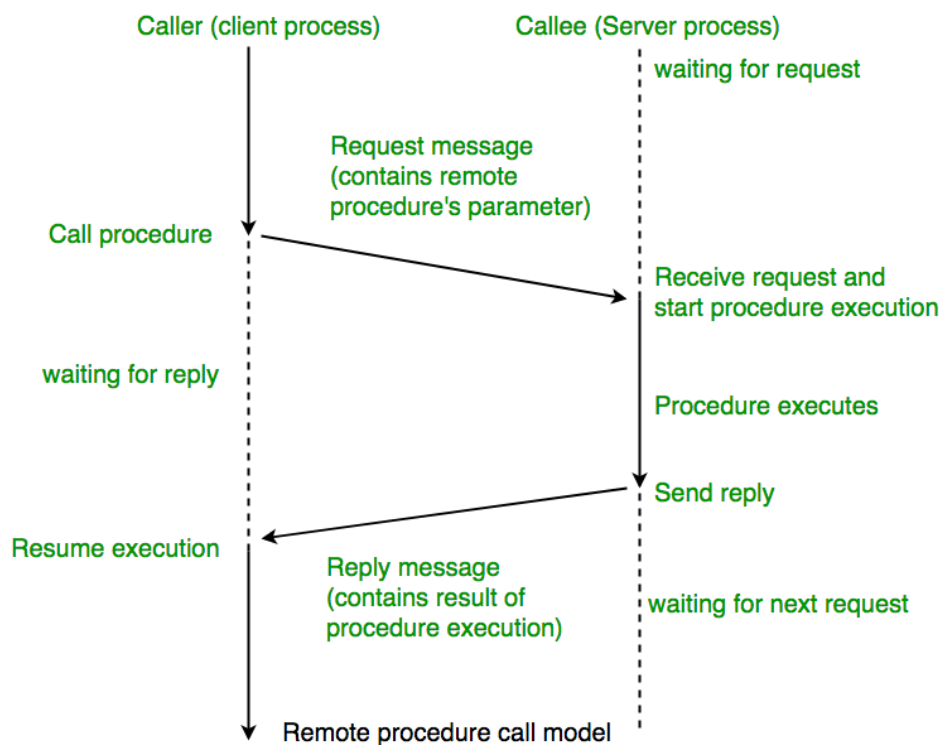 Caller (client process)
Callee (Server process)
waiting for request
Request message
(contains remote
procedure's parameter)
Call procedure
Receive request and
start procedure execution
waiting for reply
Procedure executes
Send reply
Resume execution
Reply message
(contains result of
procedure execution)
waiting for next request
Remote procedure call model